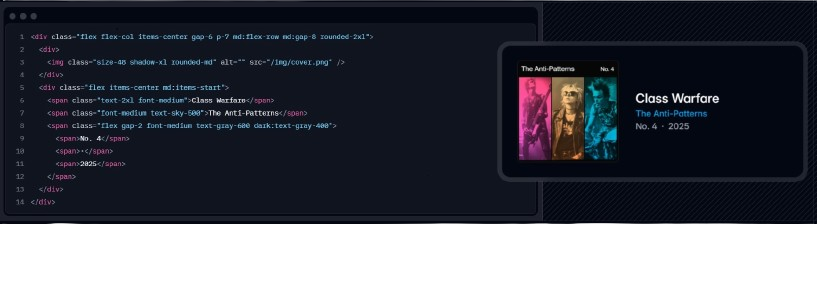 1 <div class="flex flex-col items-center gap-6 p-7 md:flex-row md:gap-8 rounded-2xl">
2 <div>
3 <img class="size-48 shadow-xl rounded-md" alt="" src="/img/cover.png" />
4 </div>
5 <div class="flex items-center md:items-start">
6 <span class="text-2xl font-medium">Class Warfare</span>
7 <span class="font-medium text-sky-500">The Anti-Patterns</span>
8 <span class="flex gap-2 font-medium text-gray-600 dark:text-gray-400">
9 <span>No. 4</span>
10 <span>·</span>
11 <span>2025</span>
12 </span>
13 </div>
14 </div>
The Anti-Patterns No. 4
Class Warfare
The Anti-Patterns
No. 4 · 2025